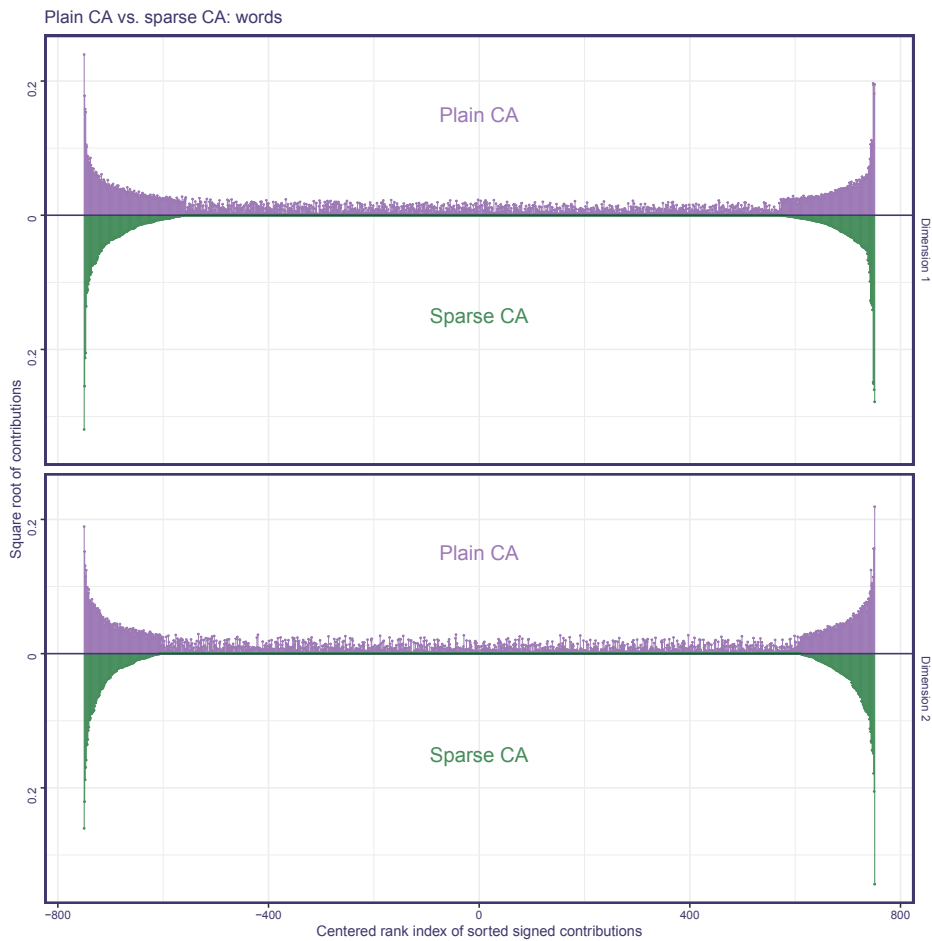 Plain CA vs. sparse CA: words
Plain CA
0.2
0
Sparse CA
0.2
Dimension 1
Square root of contributions
Plain CA
0.2
0
Sparse CA
0.2
Dimension 2
−800
−400
0
400
800
Centered rank index of sorted signed contributions